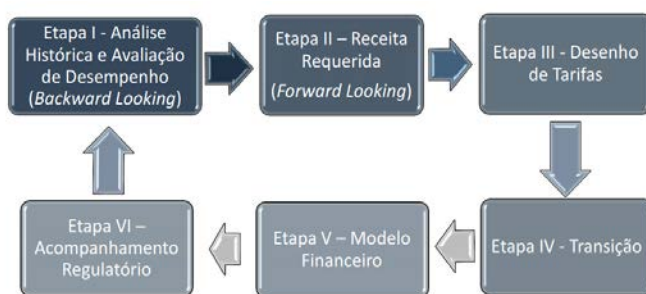 Etapa I - Análise
Histórica e Avaliação
de Desempenho
(Backward Looking)
Etapa II – Receita
Requerida
(Forward Looking)
Etapa III - Desenho
de Tarifas
Etapa IV - Transição
Etapa V – Modelo
Financeiro
Etapa VI –
Acompanhamento
Regulatório